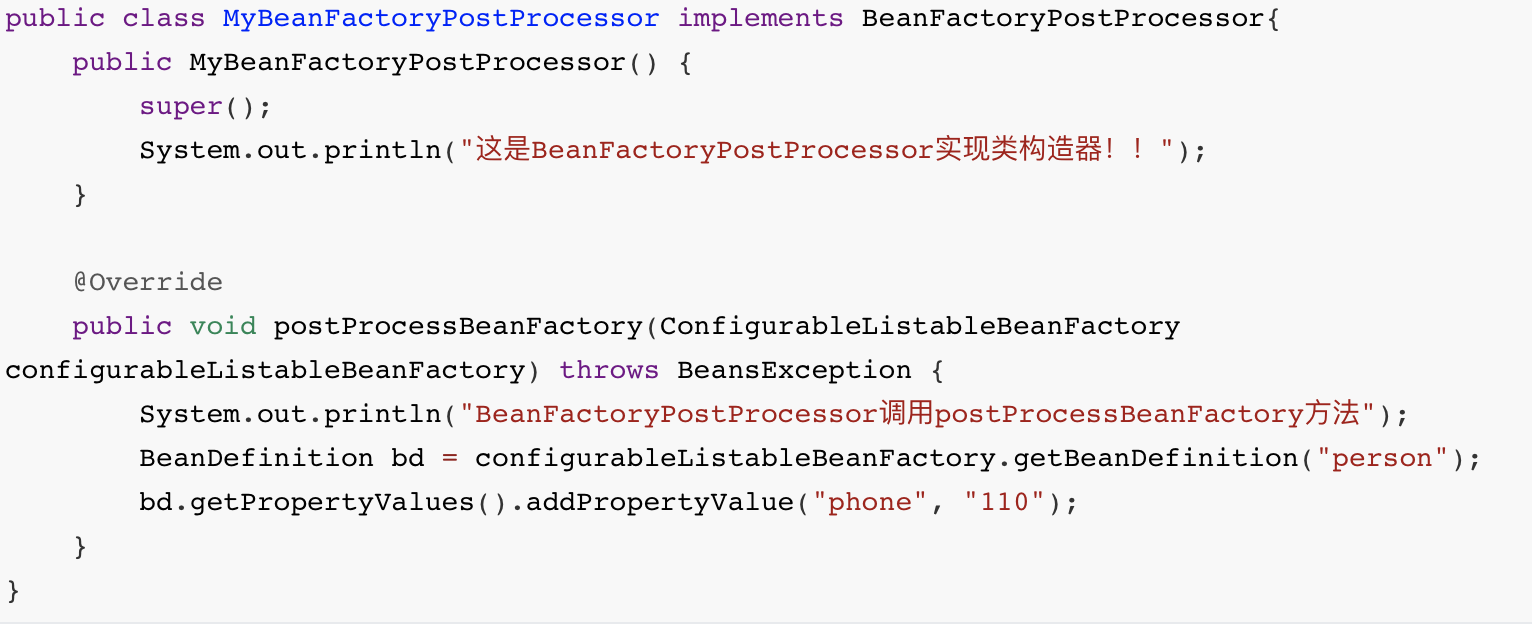 public class MyBeanFactoryPostProcessor implements BeanFactoryPostProcessor{
    public MyBeanFactoryPostProcessor() {
        super();
        System.out.println("这是BeanFactoryPostProcessor实现类构造器！！");
    }

    @Override
    public void postProcessBeanFactory(ConfigurableListableBeanFactory
configurableListableBeanFactory) throws BeansException {
        System.out.println("BeanFactoryPostProcessor调用postProcessBeanFactory方法");
        BeanDefinition bd = configurableListableBeanFactory.getBeanDefinition("person");
        bd.getPropertyValues().addPropertyValue("phone", "110");
    }
}